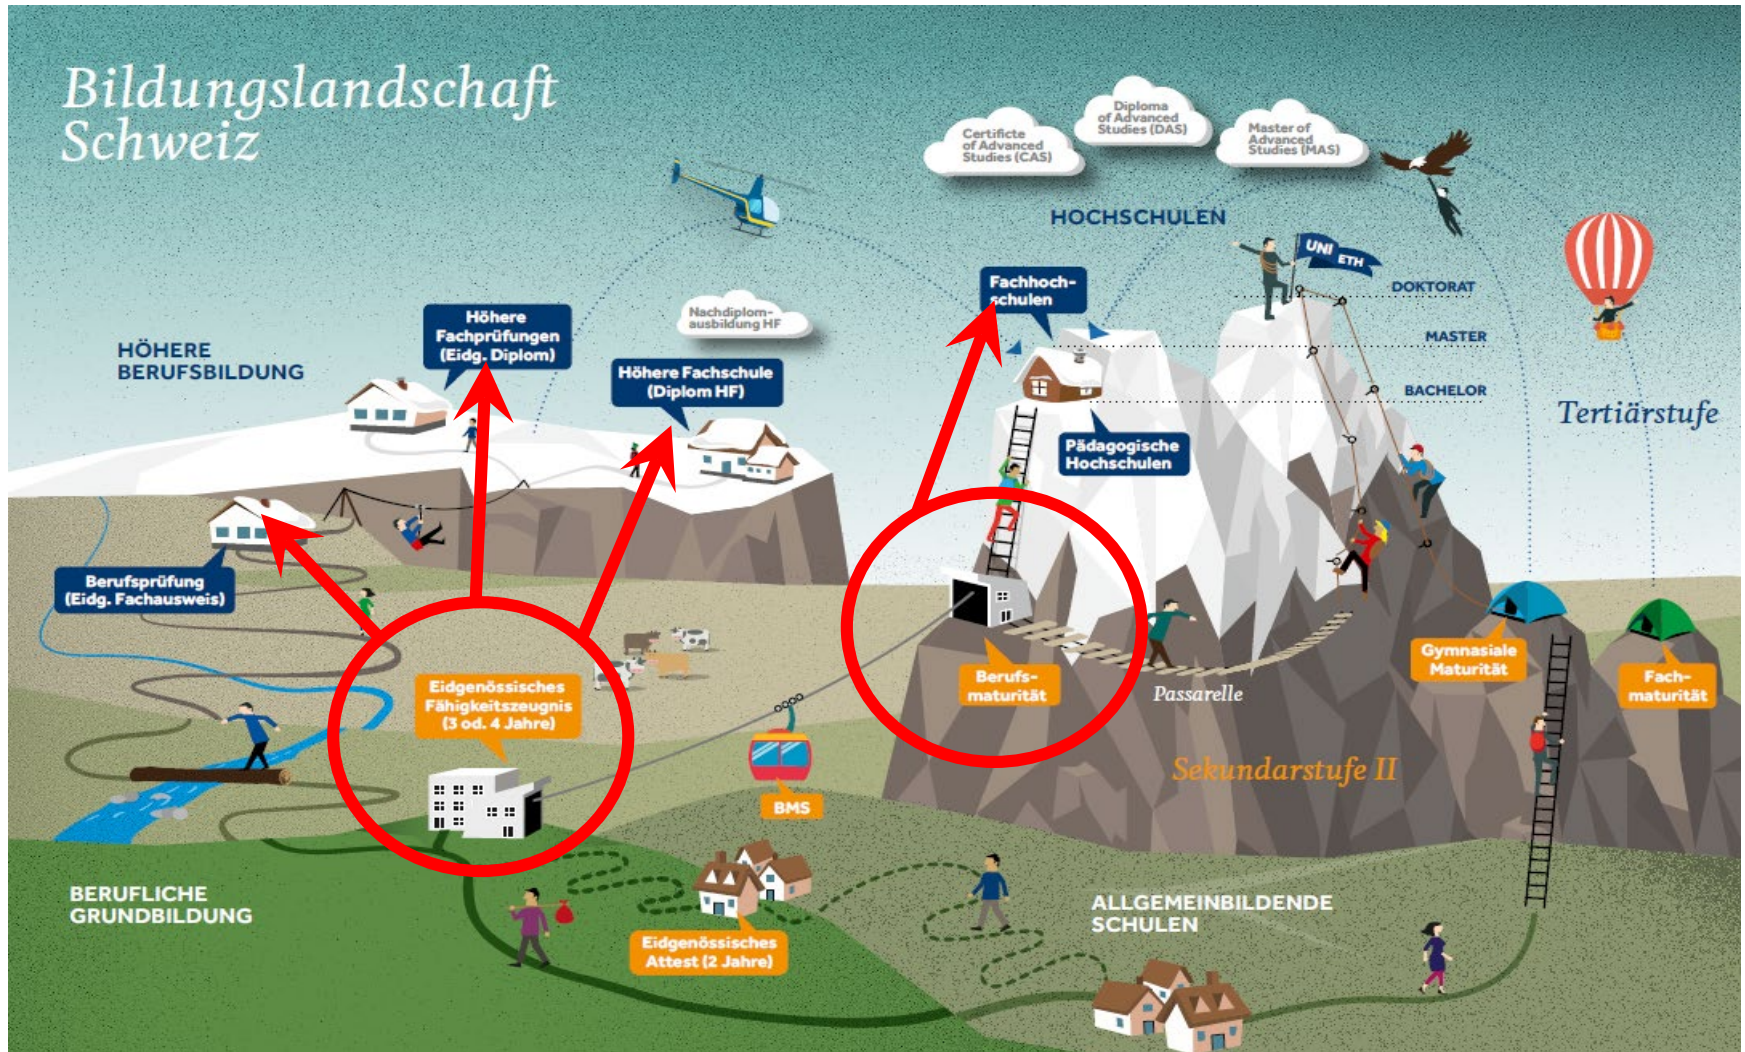 Bildungslandschaft
Schweiz
Certificte
of Advanced
Studies (CAS)
Diploma
of Advanced
Studies (DAS)
Master of
Advanced
Studies (MAS)
HOCHSCHULEN
UNI
ETH
Fachhoch-
schulen
DOKTORAT
MASTER
BACHELOR
Tertiärstufe
Nachdiplom-
ausbildung HF
Höhere
Fachprüfungen
(Eidg. Diplom)
HÖHERE
BERUFSBILDUNG
Höhere Fachschule
(Diplom HF)
Pädagogische
Hochschulen
Berufsprüfung
(Eidg. Fachausweis)
Eidgenössisches
Fähigkeitszeugnis
(3 od. 4 Jahre)
Berufs-
maturität
Passarelle
Gymnasiale
Maturität
Fach-
maturität
Sekundarstufe II
BMS
BERUFLICHE
GRUNDBILDUNG
Eidgenössisches
Attest (2 Jahre)
ALLGEMEINBILDENDE
SCHULEN